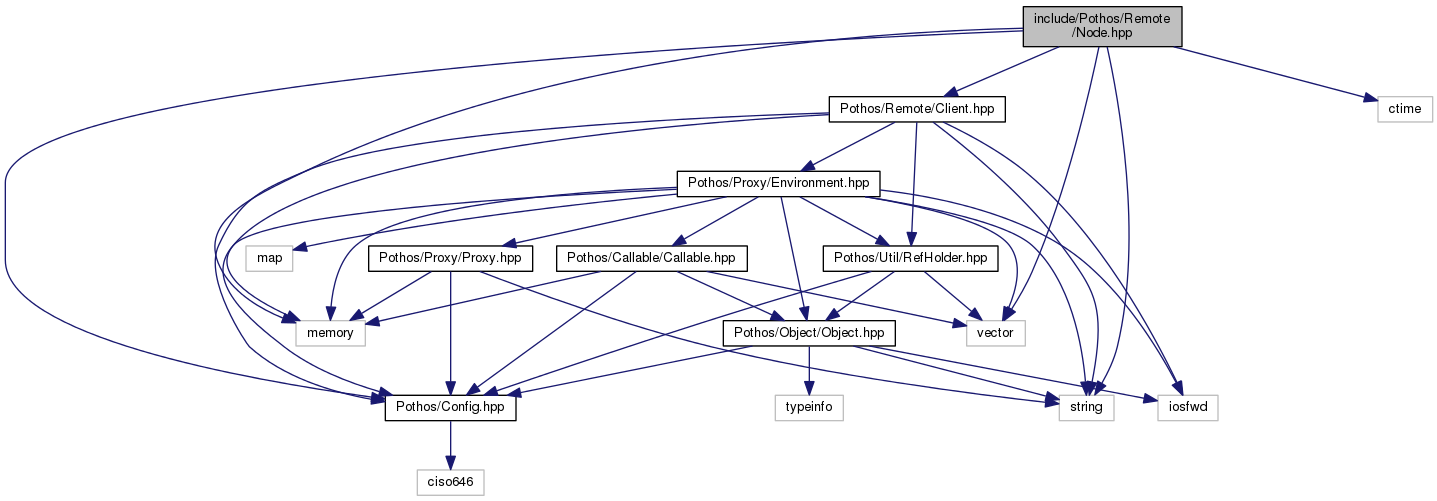 include/Pothos/Remote
/Node.hpp
Pothos/Remote/Client.hpp
ctime
Pothos/Proxy/Environment.hpp
map
Pothos/Proxy/Proxy.hpp
Pothos/Callable/Callable.hpp
Pothos/Util/RefHolder.hpp
memory
Pothos/Object/Object.hpp
vector
Pothos/Config.hpp
typeinfo
string
iosfwd
ciso646